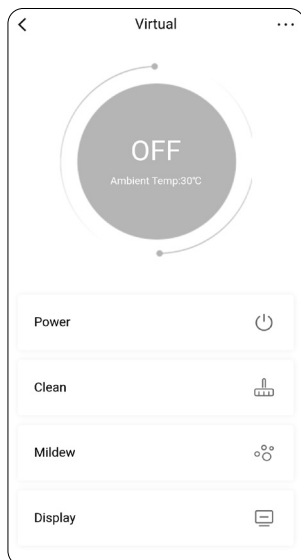 Virtual
OFF
Ambient Temp:30℃
Power
Clean
Mildew
Display